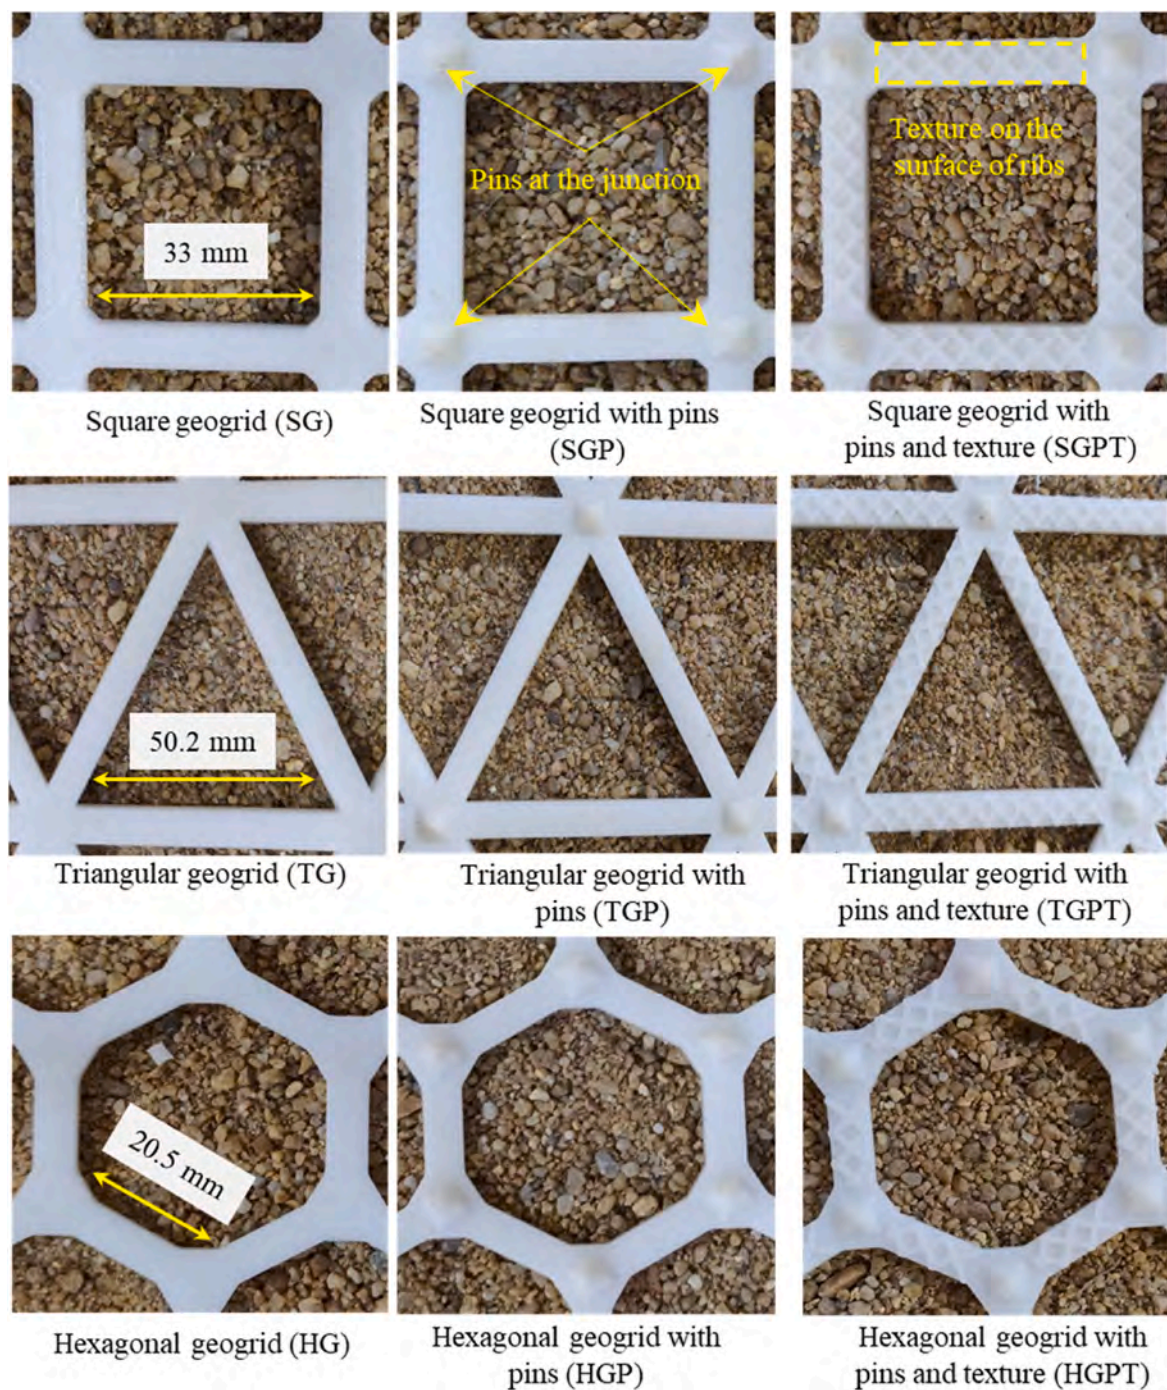 33 mm
Pins at the junction
Texture on the
surface of ribs
Square geogrid (SG)
Square geogrid with pins
(SGP)
Square geogrid with
pins and texture (SGPT)
50.2 mm
Triangular geogrid (TG)
Triangular geogrid with
pins (TGP)
Triangular geogrid with
pins and texture (TGPT)
20.5 mm
Hexagonal geogrid (HG)
Hexagonal geogrid with
pins (HGP)
Hexagonal geogrid with
pins and texture (HGPT)